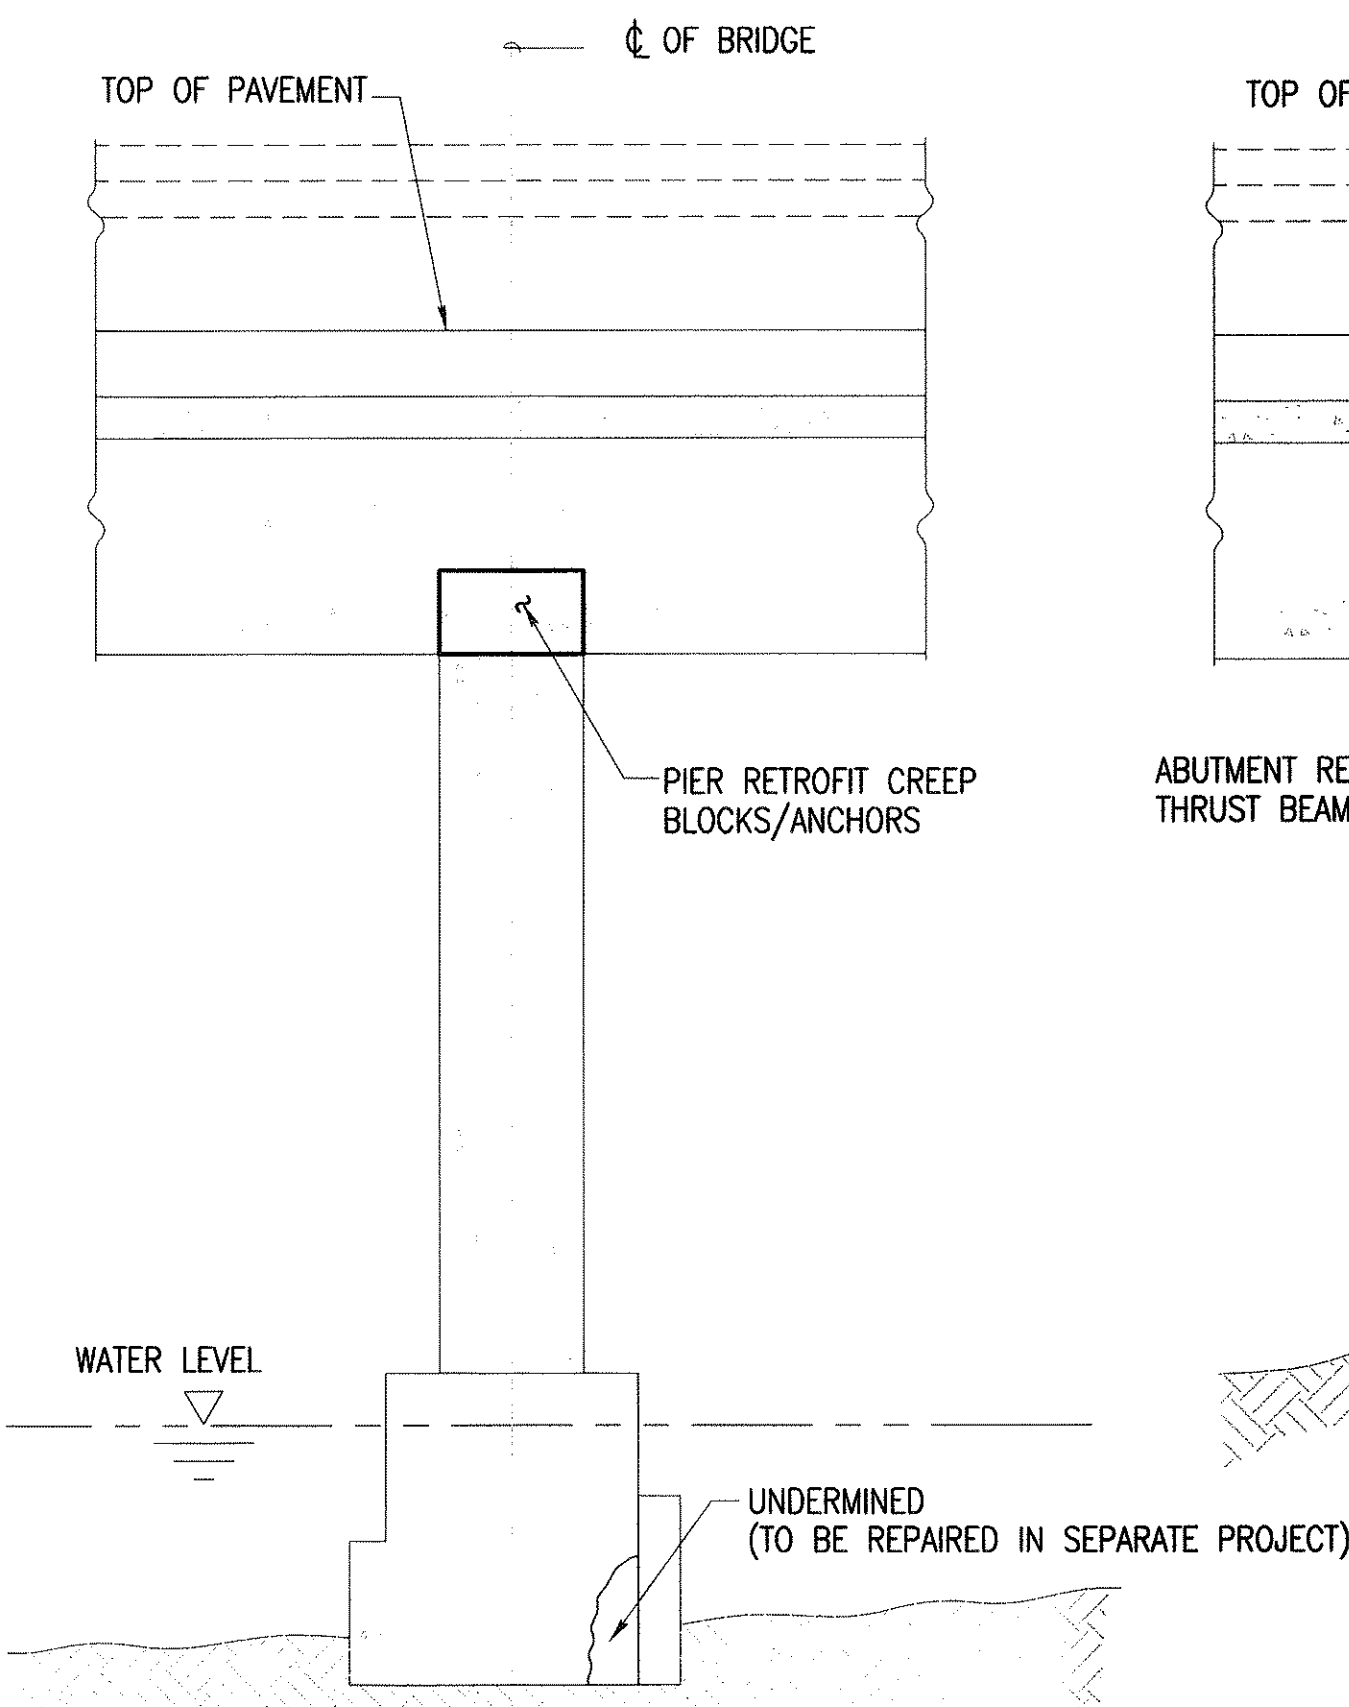 ℄ OF BRIDGE
TOP OF PAVEMENT
TOP OF
PIER RETROFIT CREEP
BLOCKS/ANCHORS
ABUTMENT RE
THRUST BEAM
WATER LEVEL
UNDERMINED
(TO BE REPAIRED IN SEPARATE PROJECT)